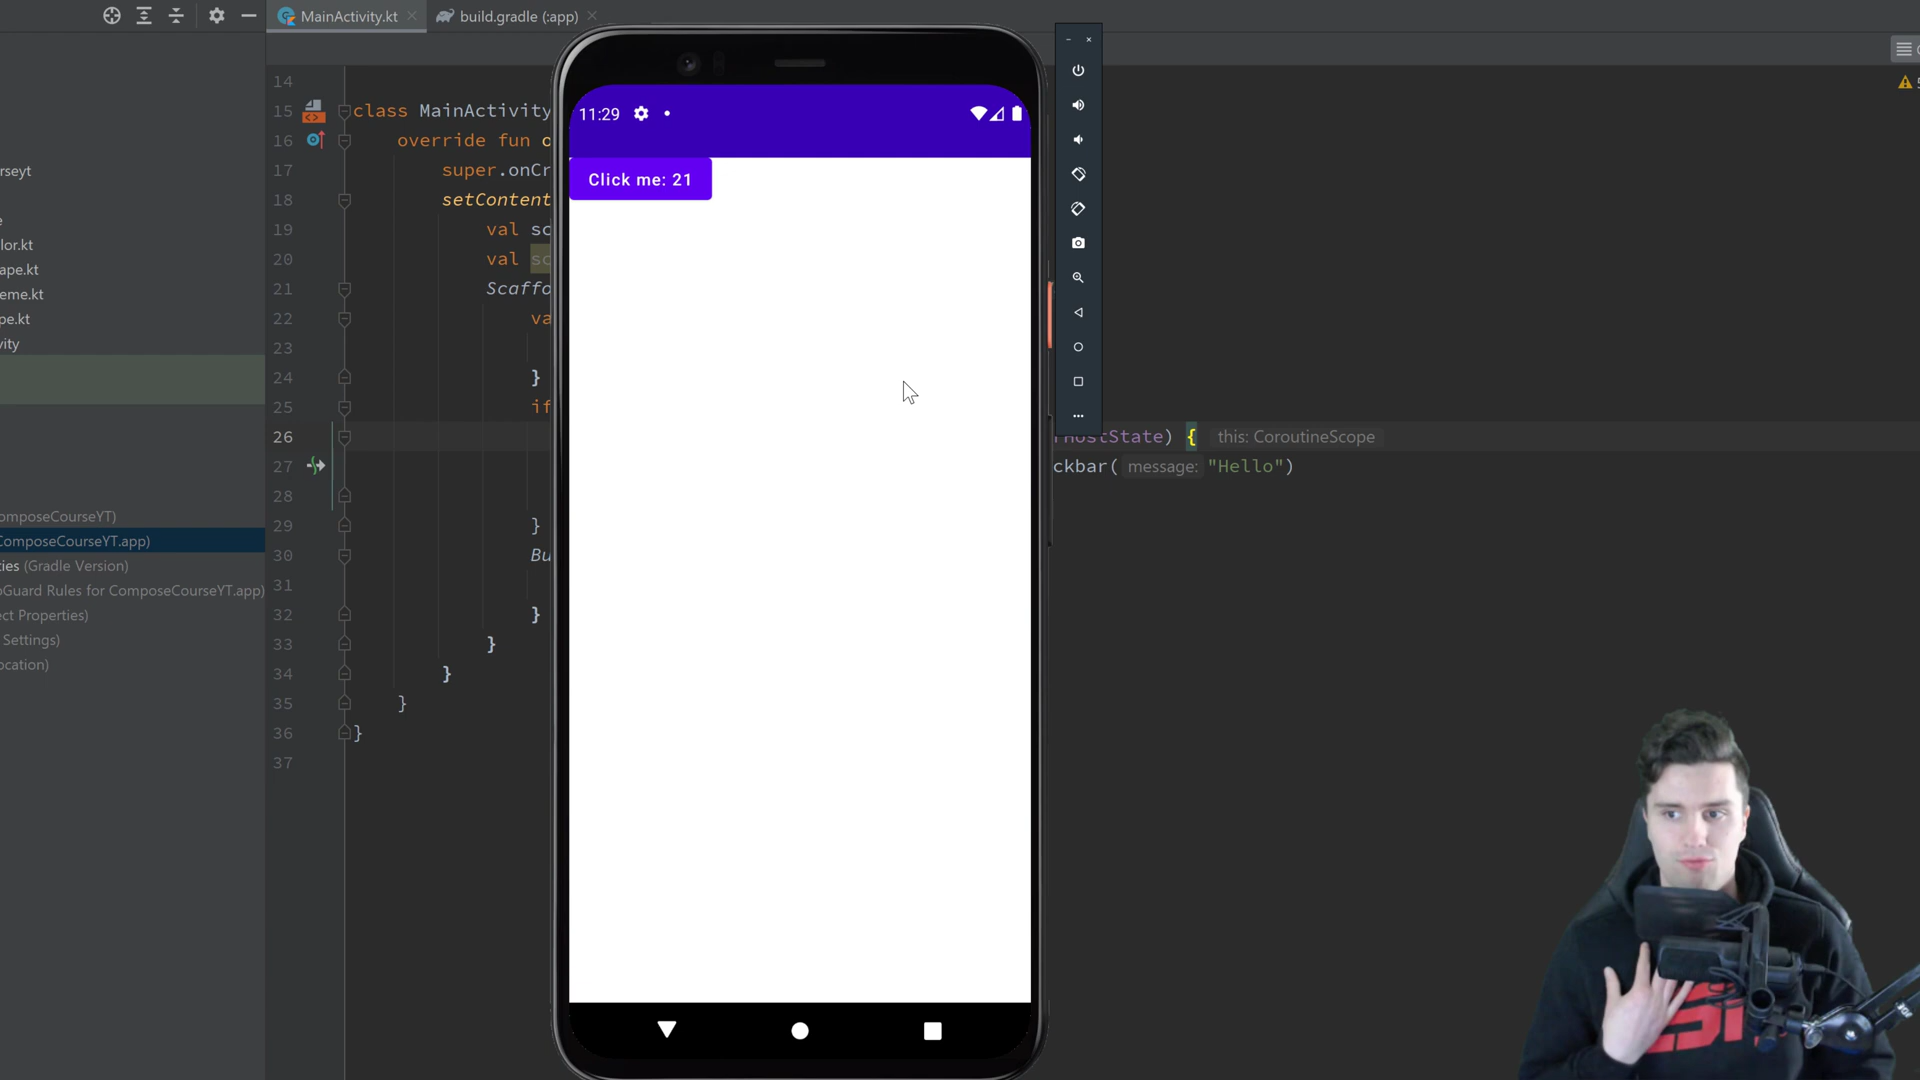 MainActivity.kt
build.gradle (:app)
14
15 class MainActivity
16 override fun o
17 super.onCr
18 setContent
19 val sc
20 val sc
21 Scaffo
22 va
23
24 }
25 if
26 rHostState) { this: CoroutineScope
27 ckbar( message: "Hello")
28
29 }
30 Bu
31
32 }
33 }
34 }
35 }
36 }
37
rseyt
e
lor.kt
ape.kt
eme.kt
pe.kt
vity
omposeCourseYT)
ComposeCourseYT.app)
ties (Gradle Version)
oGuard Rules for ComposeCourseYT.app)
ect Properties)
Settings)
ocation)
11:29
Click me: 21